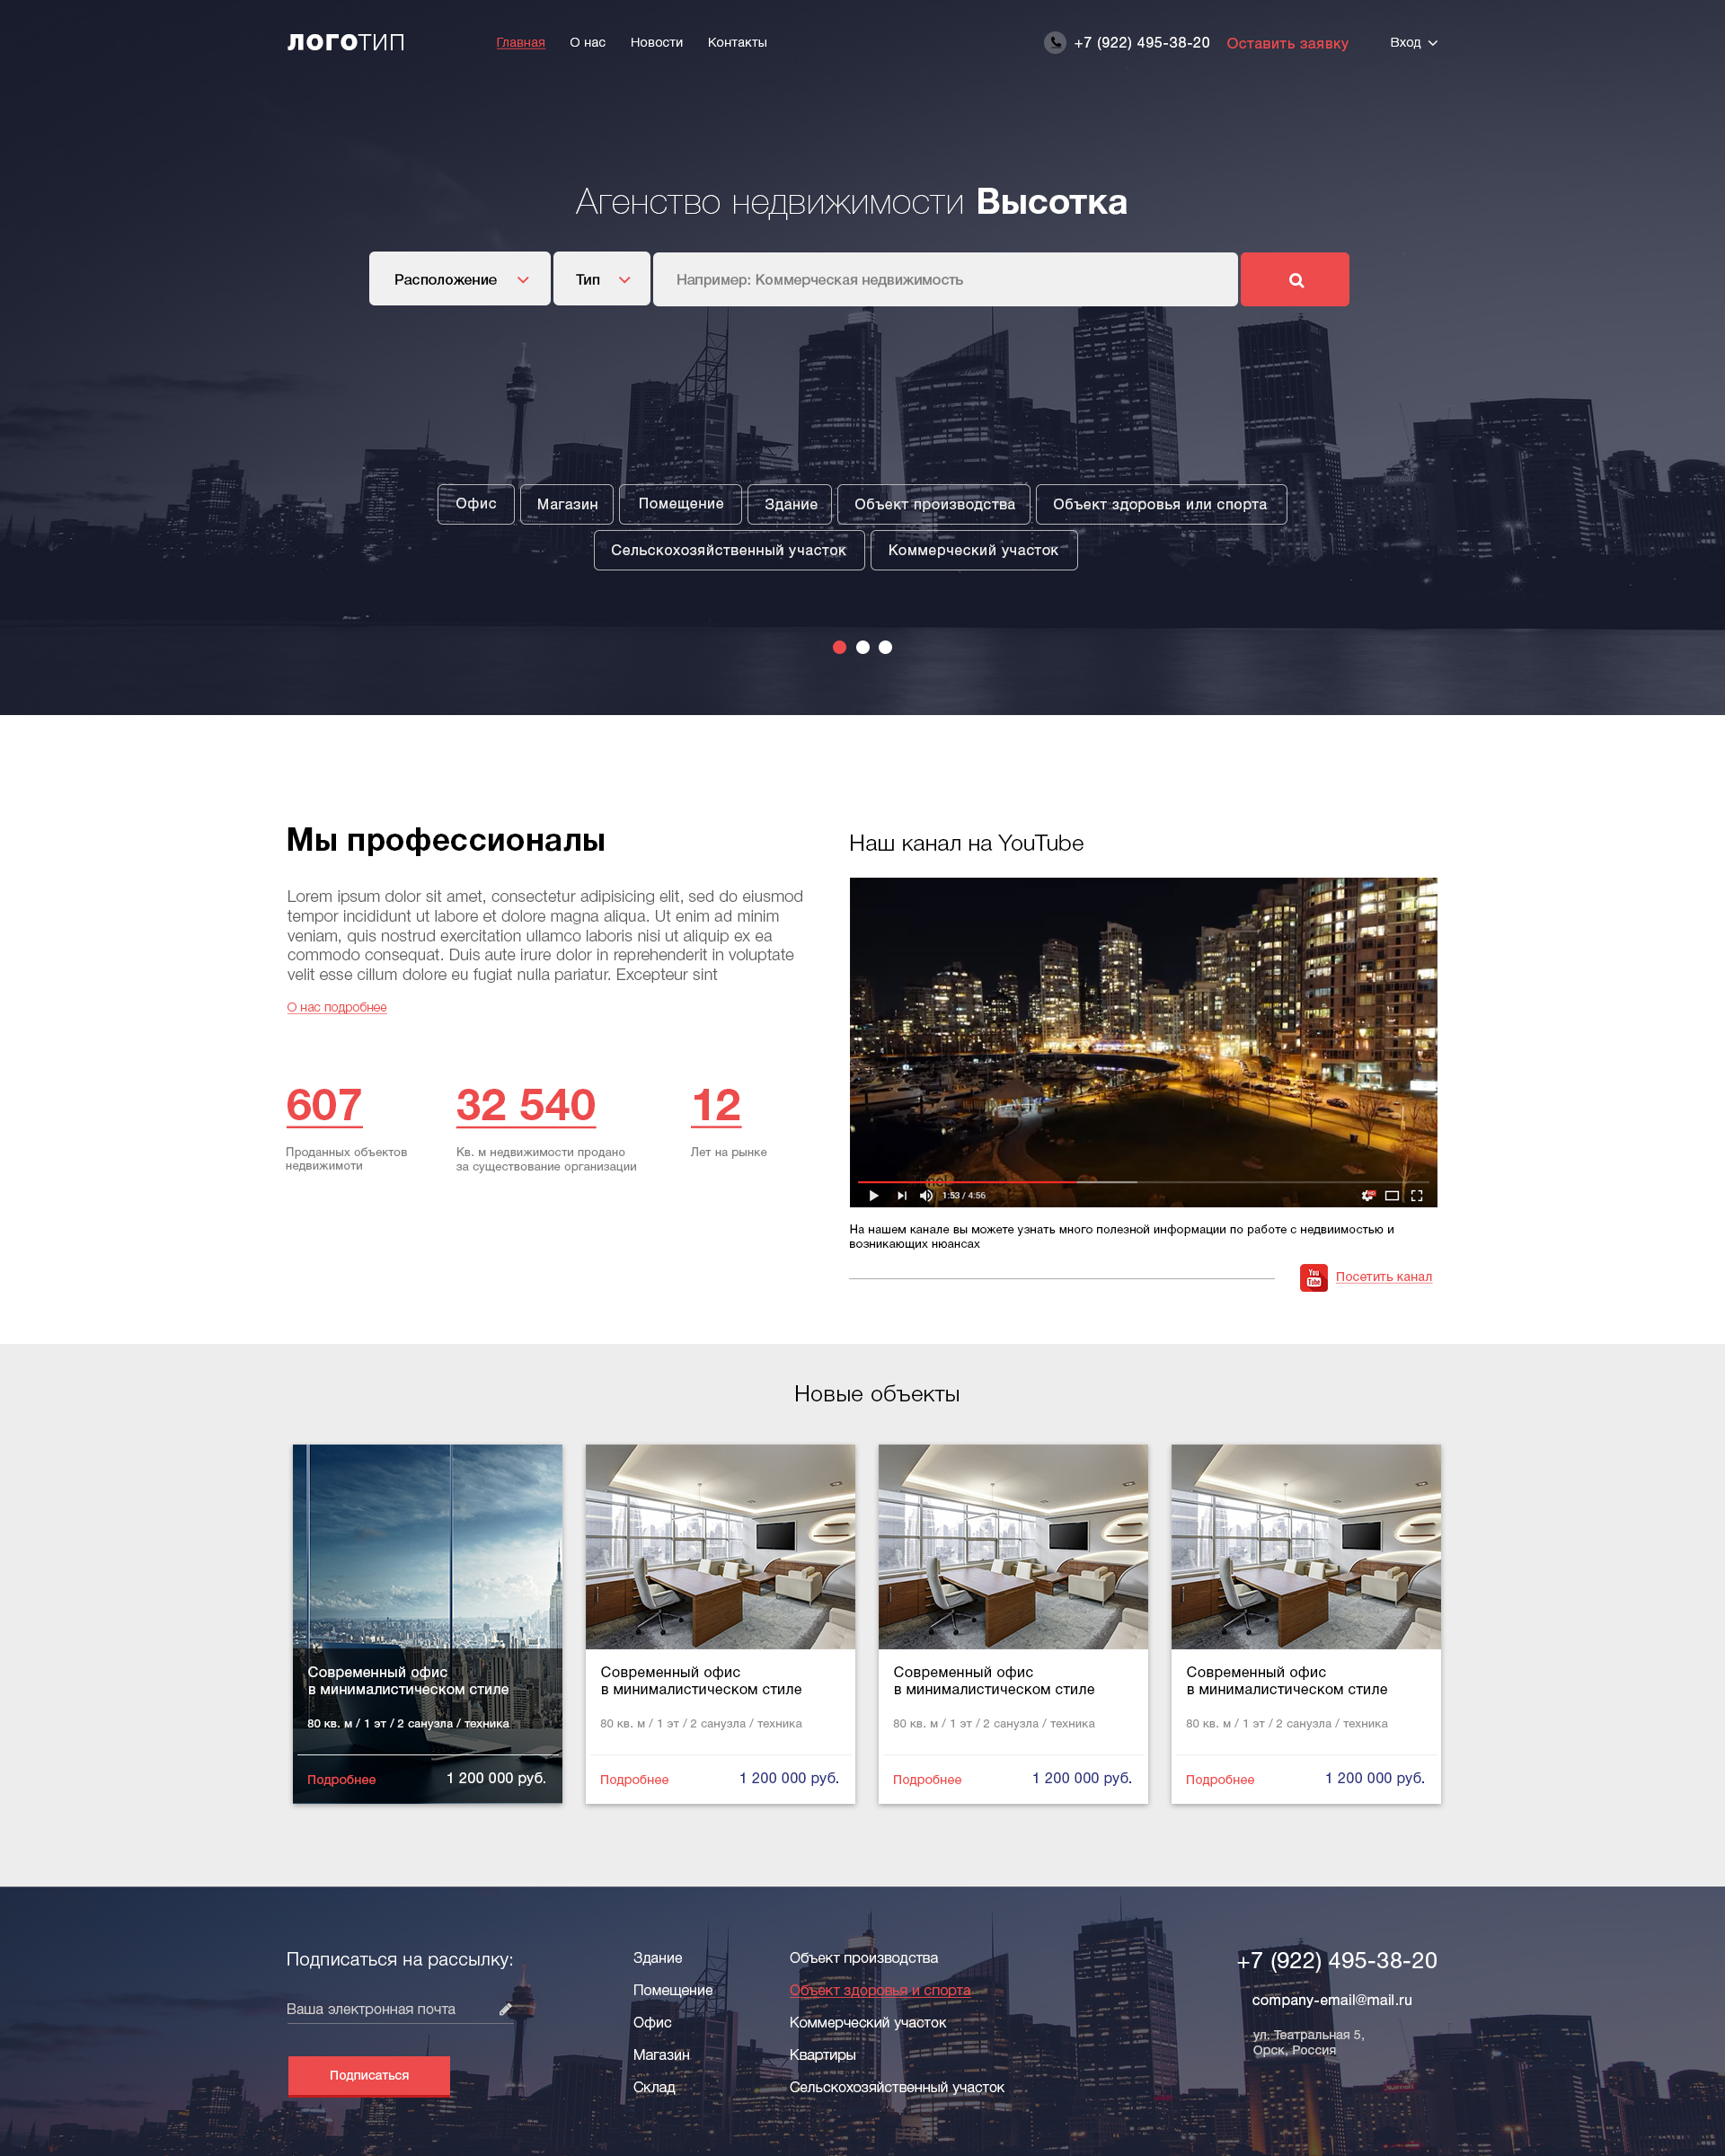 ЛОГОТИП
Главная О нас Новости Контакты
+7 (922) 495-38-20 Оставить заявку Вход
Агенство недвижимости Высотка
Расположение Тип Например: Коммерческая недвижимость
Офис Магазин Помещение Здание Объект производства Объект здоровья или спорта
Сельскохозяйственный участок Коммерческий участок
Мы профессионалы
Lorem ipsum dolor sit amet, consectetur adipisicing elit, sed do eiusmod
tempor incididunt ut labore et dolore magna aliqua. Ut enim ad minim
veniam, quis nostrud exercitation ullamco laboris nisi ut aliquip ex ea
commodo consequat. Duis aute irure dolor in reprehenderit in voluptate
velit esse cillum dolore eu fugiat nulla pariatur. Excepteur sint
О нас подробнее
607
Проданных объектов
недвижимоти
32 540
Кв. м недвижимости продано
за существование организации
12
Лет на рынке
Наш канал на YouTube
1:53 / 4:56
На нашем канале вы можете узнать много полезной информации по работе с недвиимостью и
возникающих нюансах
You
Tube
Посетить канал
Новые объекты
Современный офис
в минималистическом стиле
80 кв. м / 1 эт / 2 санузла / техника
Подробнее 1 200 000 руб.
Современный офис
в минималистическом стиле
80 кв. м / 1 эт / 2 санузла / техника
Подробнее 1 200 000 руб.
Современный офис
в минималистическом стиле
80 кв. м / 1 эт / 2 санузла / техника
Подробнее 1 200 000 руб.
Современный офис
в минималистическом стиле
80 кв. м / 1 эт / 2 санузла / техника
Подробнее 1 200 000 руб.
Подписаться на рассылку:
Ваша электронная почта
Подписаться
Здание
Помещение
Офис
Магазин
Склад
Объект производства
Объект здоровья и спорта
Коммерческий участок
Квартиры
Сельскохозяйственный участок
+7 (922) 495-38-20
company-email@mail.ru
ул. Театральная 5,
Орск, Россия